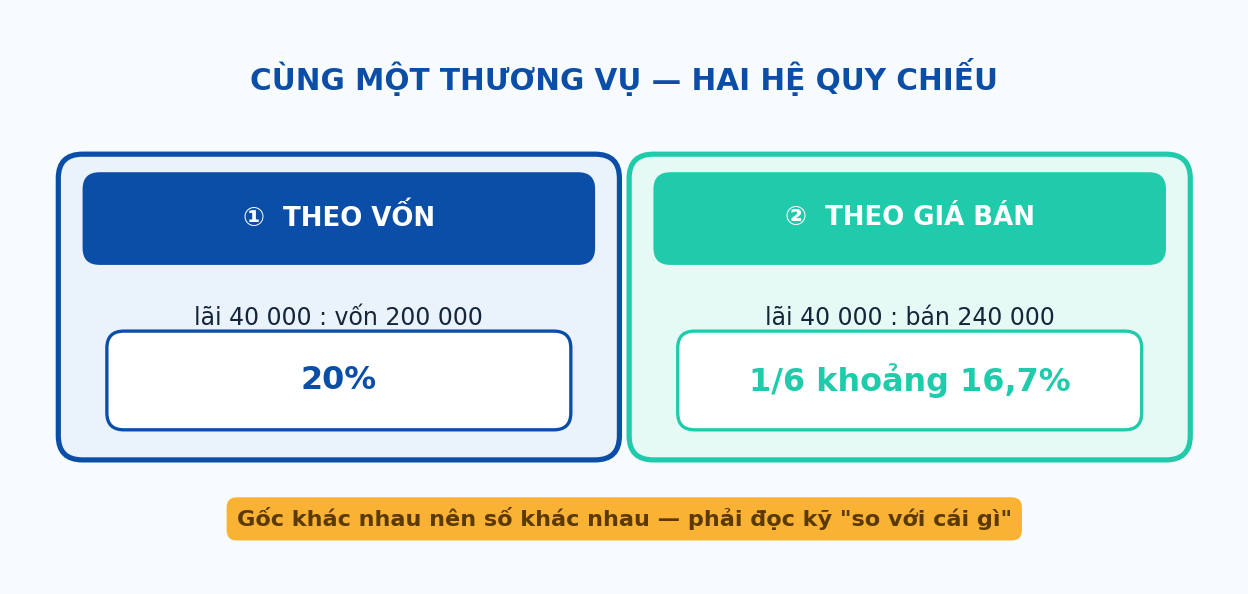 CÙNG MỘT THƯƠNG VỤ — HAI HỆ QUY CHIẾU
① THEO VỐN
lãi 40 000 : vốn 200 000
20%
② THEO GIÁ BÁN
lãi 40 000 : bán 240 000
1/6 khoảng 16,7%
Gốc khác nhau nên số khác nhau — phải đọc kỹ "so với cái gì"